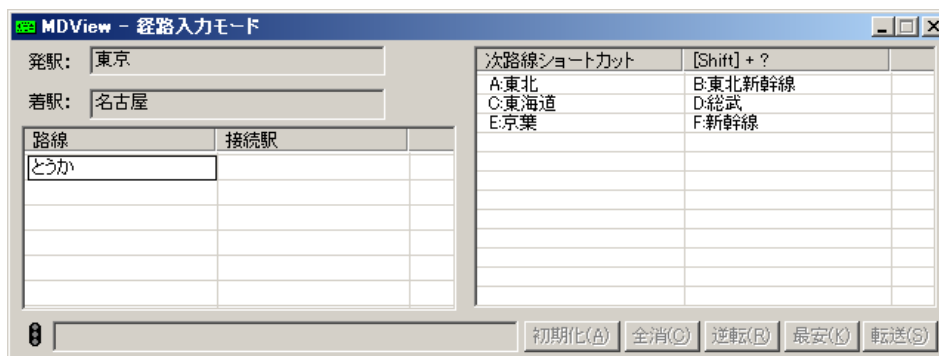 MDView - 経路入力モード
発駅: 東京
着駅: 名古屋
路線 接続駅
とうか
次路線ショートカット [Shift] + ?
A:東北 B:東北新幹線
C:東海道 D:総武
E:京葉 F:新幹線
初期化(A) 全消(C) 逆転(R) 最安(K) 転送(S)